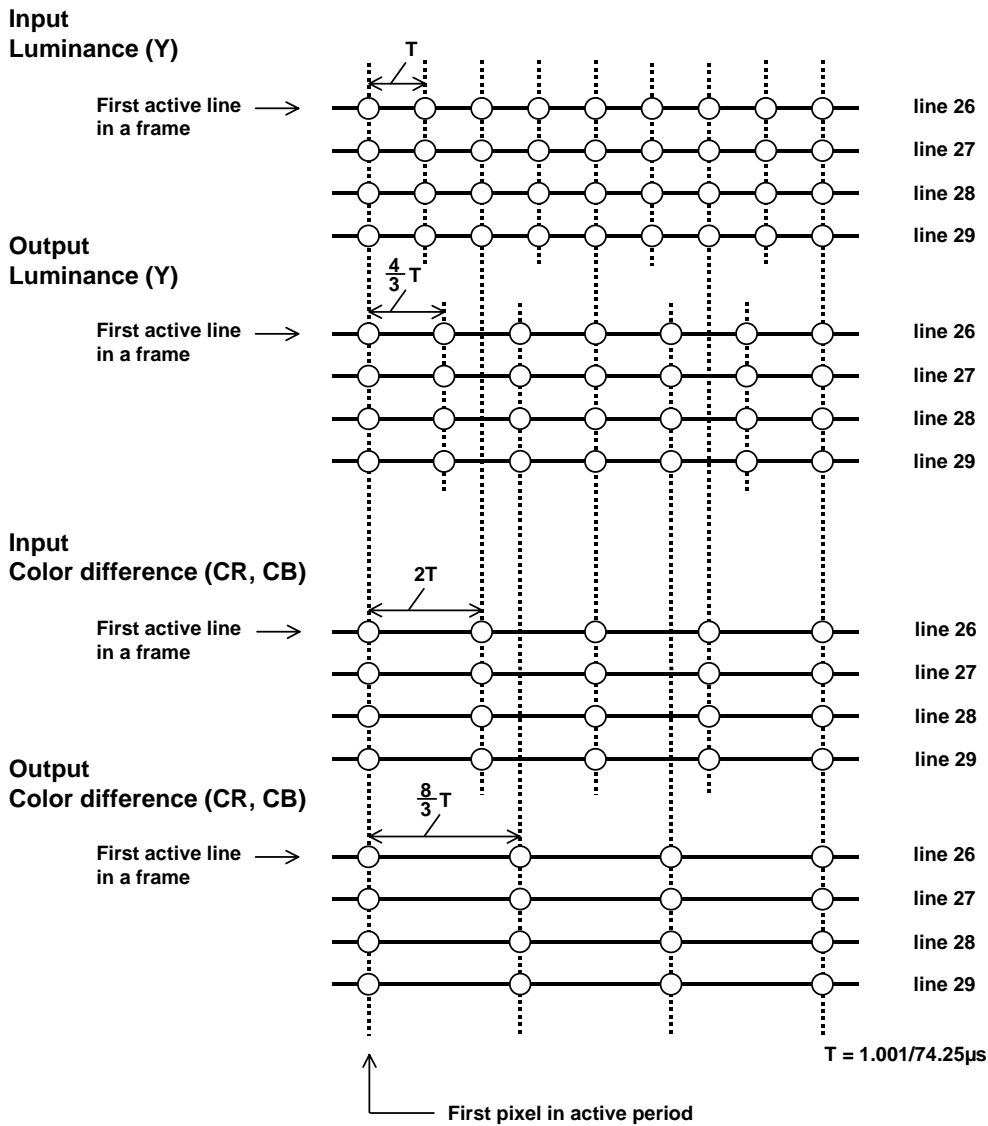 Input
Luminance (Y)
T
First active line
in a frame
line 26
line 27
line 28
line 29
Output
Luminance (Y)
4/3 T
First active line
in a frame
line 26
line 27
line 28
line 29
Input
Color difference (CR, CB)
2T
First active line
in a frame
line 26
line 27
line 28
line 29
Output
Color difference (CR, CB)
8/3 T
First active line
in a frame
line 26
line 27
line 28
line 29
T = 1.001/74.25µs
First pixel in active period